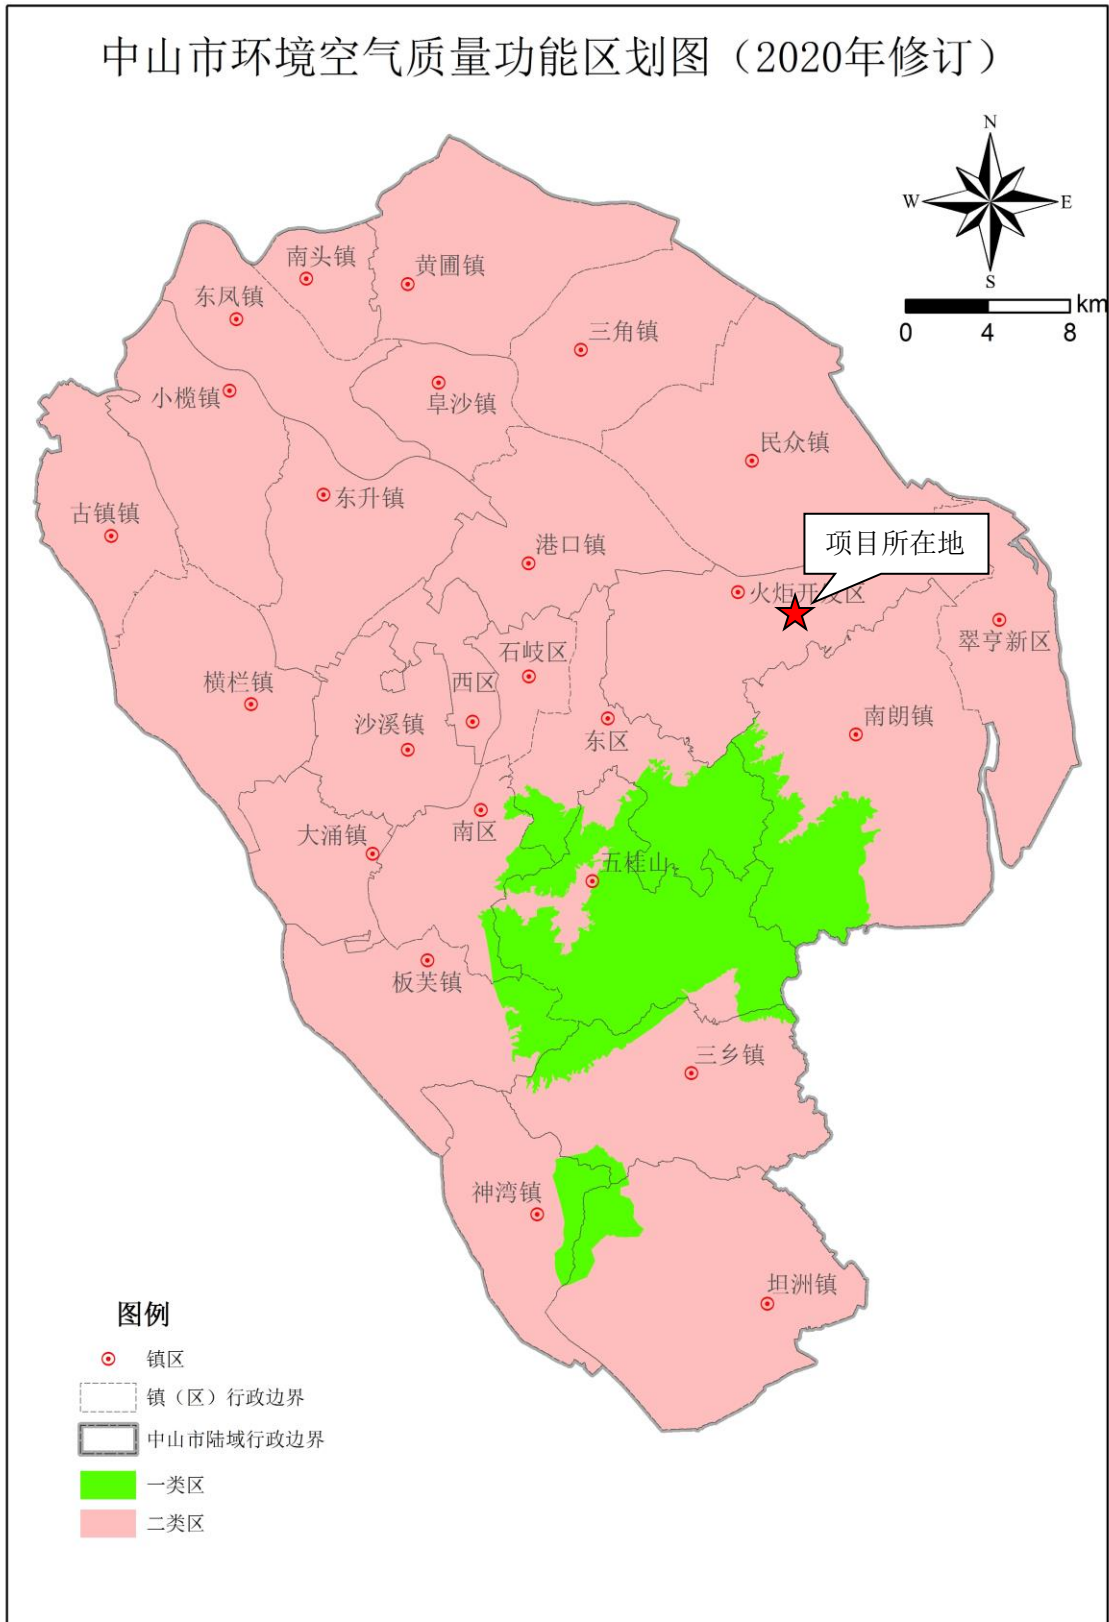 中山市环境空气质量功能区划图（2020年修订）
N
W
E
S
km
0
4
8
南头镇
黄圃镇
东凤镇
三角镇
小榄镇
阜沙镇
民众镇
东升镇
古镇镇
港口镇
项目所在地
火炬开发区
石岐区
翠亨新区
横栏镇
西区
沙溪镇
东区
南朗镇
南区
大涌镇
五桂山
板芙镇
三乡镇
神湾镇
坦洲镇
图例
镇区
镇（区）行政边界
中山市陆域行政边界
一类区
二类区